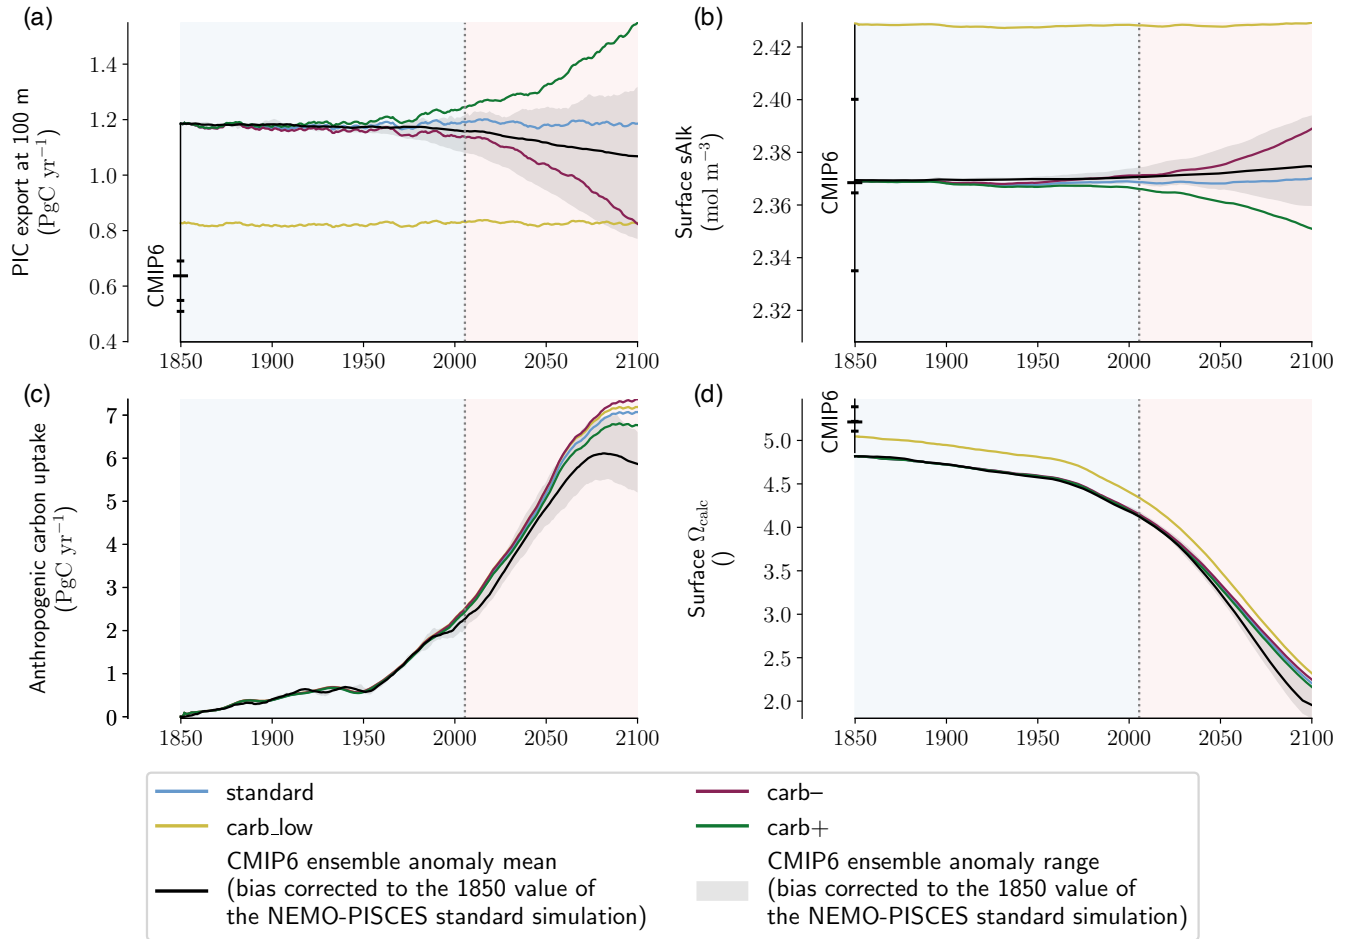 (a)
PIC export at 100 m
(PgC yr⁻¹)
1.4
1.2
1.0
0.8
0.6
0.4
CMIP6
1850 1900 1950 2000 2050 2100
(b)
Surface sAlk
(mol m⁻³)
2.42
2.40
2.38
2.36
2.34
2.32
CMIP6
1850 1900 1950 2000 2050 2100
(c)
Anthropogenic carbon uptake
(PgC yr⁻¹)
7
6
5
4
3
2
1
0
1850 1900 1950 2000 2050 2100
(d)
Surface Ωcalc
()
CMIP6
5.0
4.5
4.0
3.5
3.0
2.5
2.0
1850 1900 1950 2000 2050 2100
standard
carb_low
CMIP6 ensemble anomaly mean
(bias corrected to the 1850 value of
the NEMO-PISCES standard simulation)
carb−
carb+
CMIP6 ensemble anomaly range
(bias corrected to the 1850 value of
the NEMO-PISCES standard simulation)